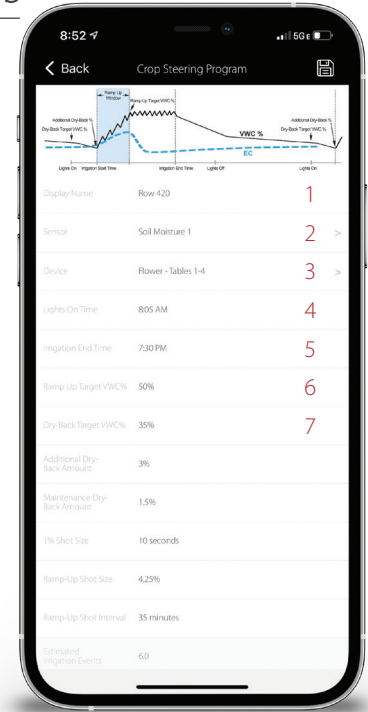 g
8:52
5G E
Back
Crop Steering Program
Ramp Up
Window
Ramp Up Target VWC %
Additional Dry-Back %
Dry-Back Target VWC %
Additional Dry-Back %
Dry-Back Target VWC %
VWC %
EC
Lights On
Irrigation Start Time
Irrigation End Time
Lights Off
Lights On
Display Name Row 420 1
Sensor Soil Moisture 1 2 >
Device Flower - Tables 1-4 3 >
Lights On Time 8:05 AM 4
Irrigation End Time 7:30 PM 5
Ramp Up Target VWC% 50% 6
Dry-Back Target VWC% 35% 7
Additional Dry-
Back Amount 3%
Maintenance Dry-
Back Amount 1.5%
1% Shot Size 10 seconds
Ramp-Up Shot Size 4.25%
Ramp-Up Shot Interval 35 minutes
Estimated
Irrigation Events 6.0